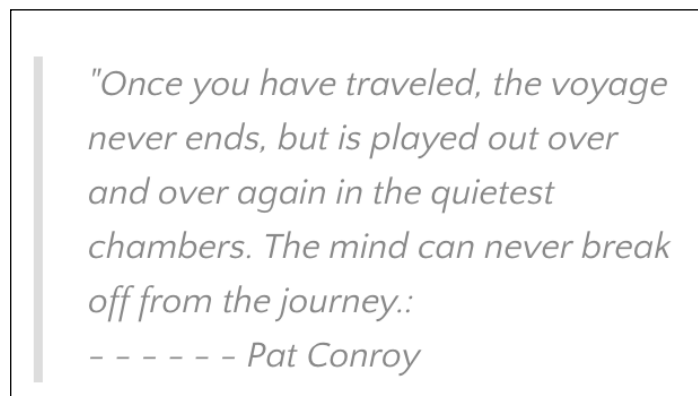 "Once you have traveled, the voyage
never ends, but is played out over
and over again in the quietest
chambers. The mind can never break
off from the journey.:
- - - - - - Pat Conroy